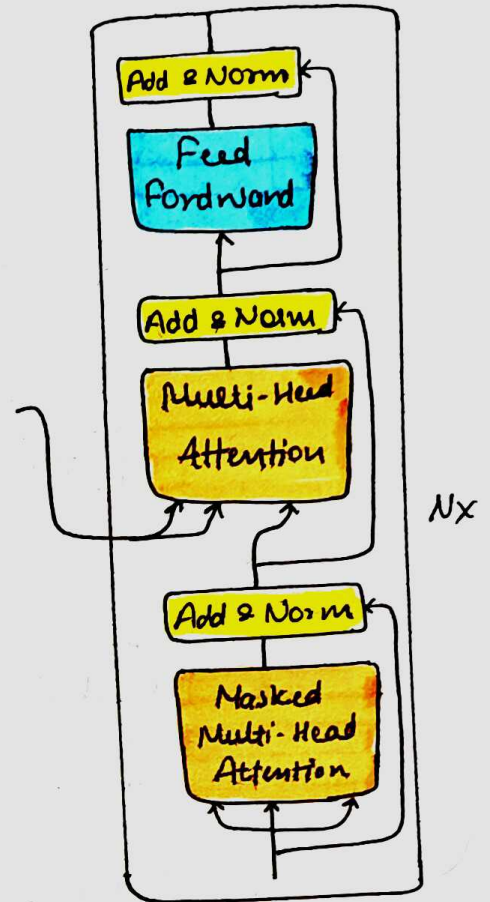 Add & Norm
Feed
Fordward
Add & Norm
Multi-Head
Attention
Nx
Add & Norm
Masked
Multi-Head
Attention